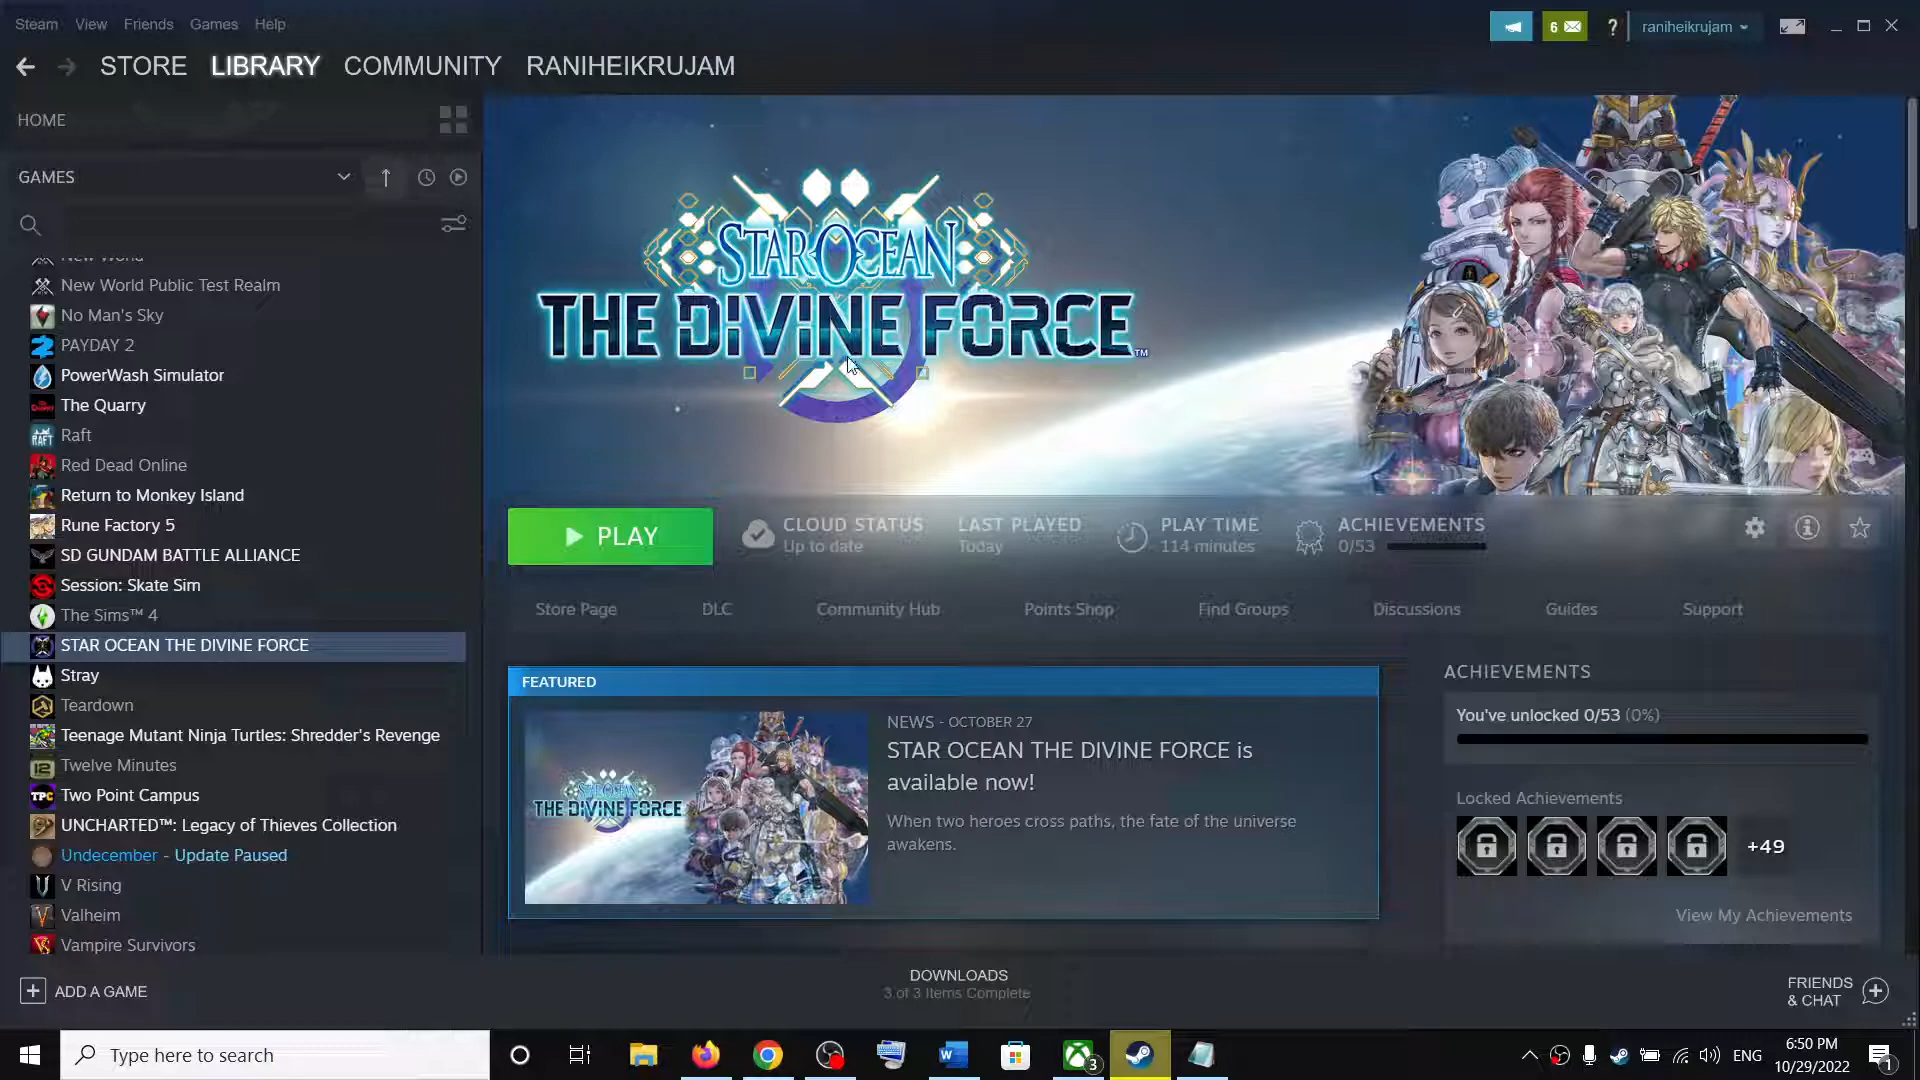 Steam View Friends Games Help
6
?
raniheikrujam
STORE LIBRARY COMMUNITY RANIHEIKRUJAM
HOME
GAMES
New World
New World Public Test Realm
No Man's Sky
PAYDAY 2
PowerWash Simulator
The Quarry
Raft
Red Dead Online
Return to Monkey Island
Rune Factory 5
SD GUNDAM BATTLE ALLIANCE
Session: Skate Sim
The Sims™ 4
STAR OCEAN THE DIVINE FORCE
Stray
Teardown
Teenage Mutant Ninja Turtles: Shredder's Revenge
Twelve Minutes
Two Point Campus
UNCHARTED™: Legacy of Thieves Collection
Undecember - Update Paused
V Rising
Valheim
Vampire Survivors
STAR OCEAN
THE DIVINE FORCE™
PLAY
CLOUD STATUS
Up to date
LAST PLAYED
Today
PLAY TIME
114 minutes
ACHIEVEMENTS
0/53
Store Page DLC Community Hub Points Shop Find Groups Discussions Guides Support
FEATURED
STAR OCEAN
THE DIVINE FORCE
NEWS - OCTOBER 27
STAR OCEAN THE DIVINE FORCE is
available now!
When two heroes cross paths, the fate of the universe
awakens.
ACHIEVEMENTS
You've unlocked 0/53 (0%)
Locked Achievements
+49
View My Achievements
ADD A GAME
DOWNLOADS
3 of 3 Items Complete
FRIENDS
& CHAT
Type here to search
3
ENG
6:50 PM
10/29/2022
1